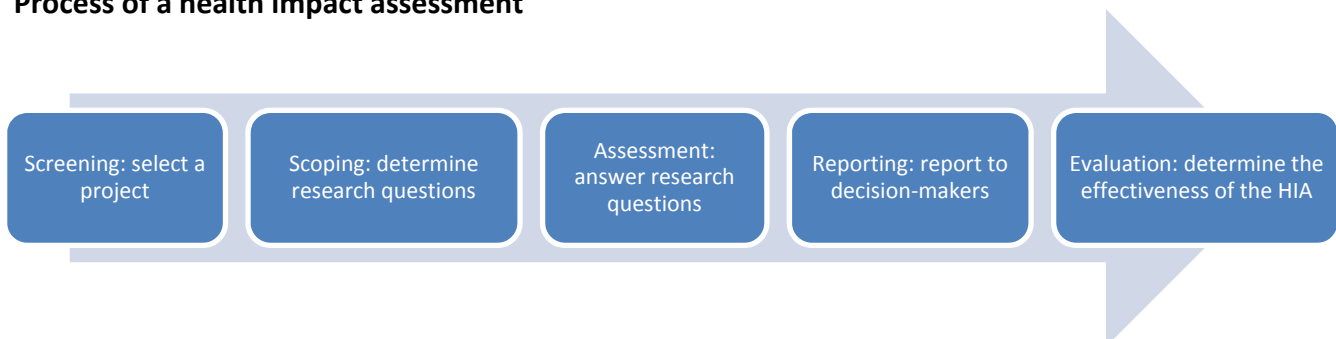 Process of a health impact assessment
Screening: select a
project
Scoping: determine
research questions
Assessment:
answer research
questions
Reporting: report to
decision-makers
Evaluation: determine the
effectiveness of the HIA